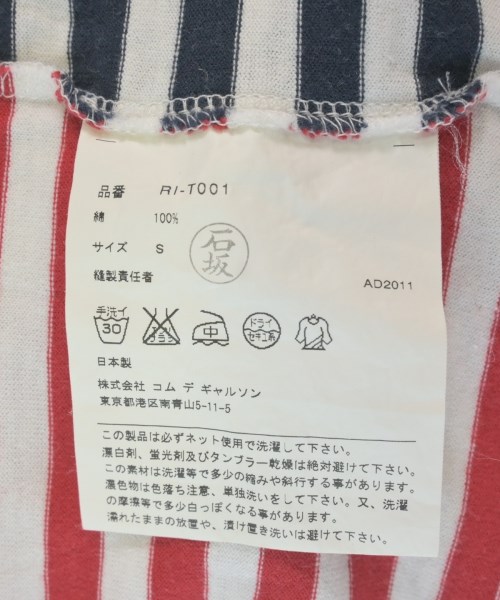 品番 RI-T001
綿 100%
サイズ S
石坂
縫製責任者
AD2011
手洗イ 30
エンソ サラシ
中
ドライ セキユ系
日本製
株式会社 コム デ ギャルソン
東京都港区南青山5-11-5
この製品は必ずネット使用で洗濯して下さい。
漂白剤、蛍光剤及びタンブラー乾燥は絶対避けて下さい。
この素材は洗濯等で多少の縮みや斜行する事があります。
濃色物は色落ち注意、単独洗いをして下さい。又、洗濯
の摩擦等で多少白っぽくなる事が有ります。
濡れたままの放置や、漬け置き洗いは避けて下さい。